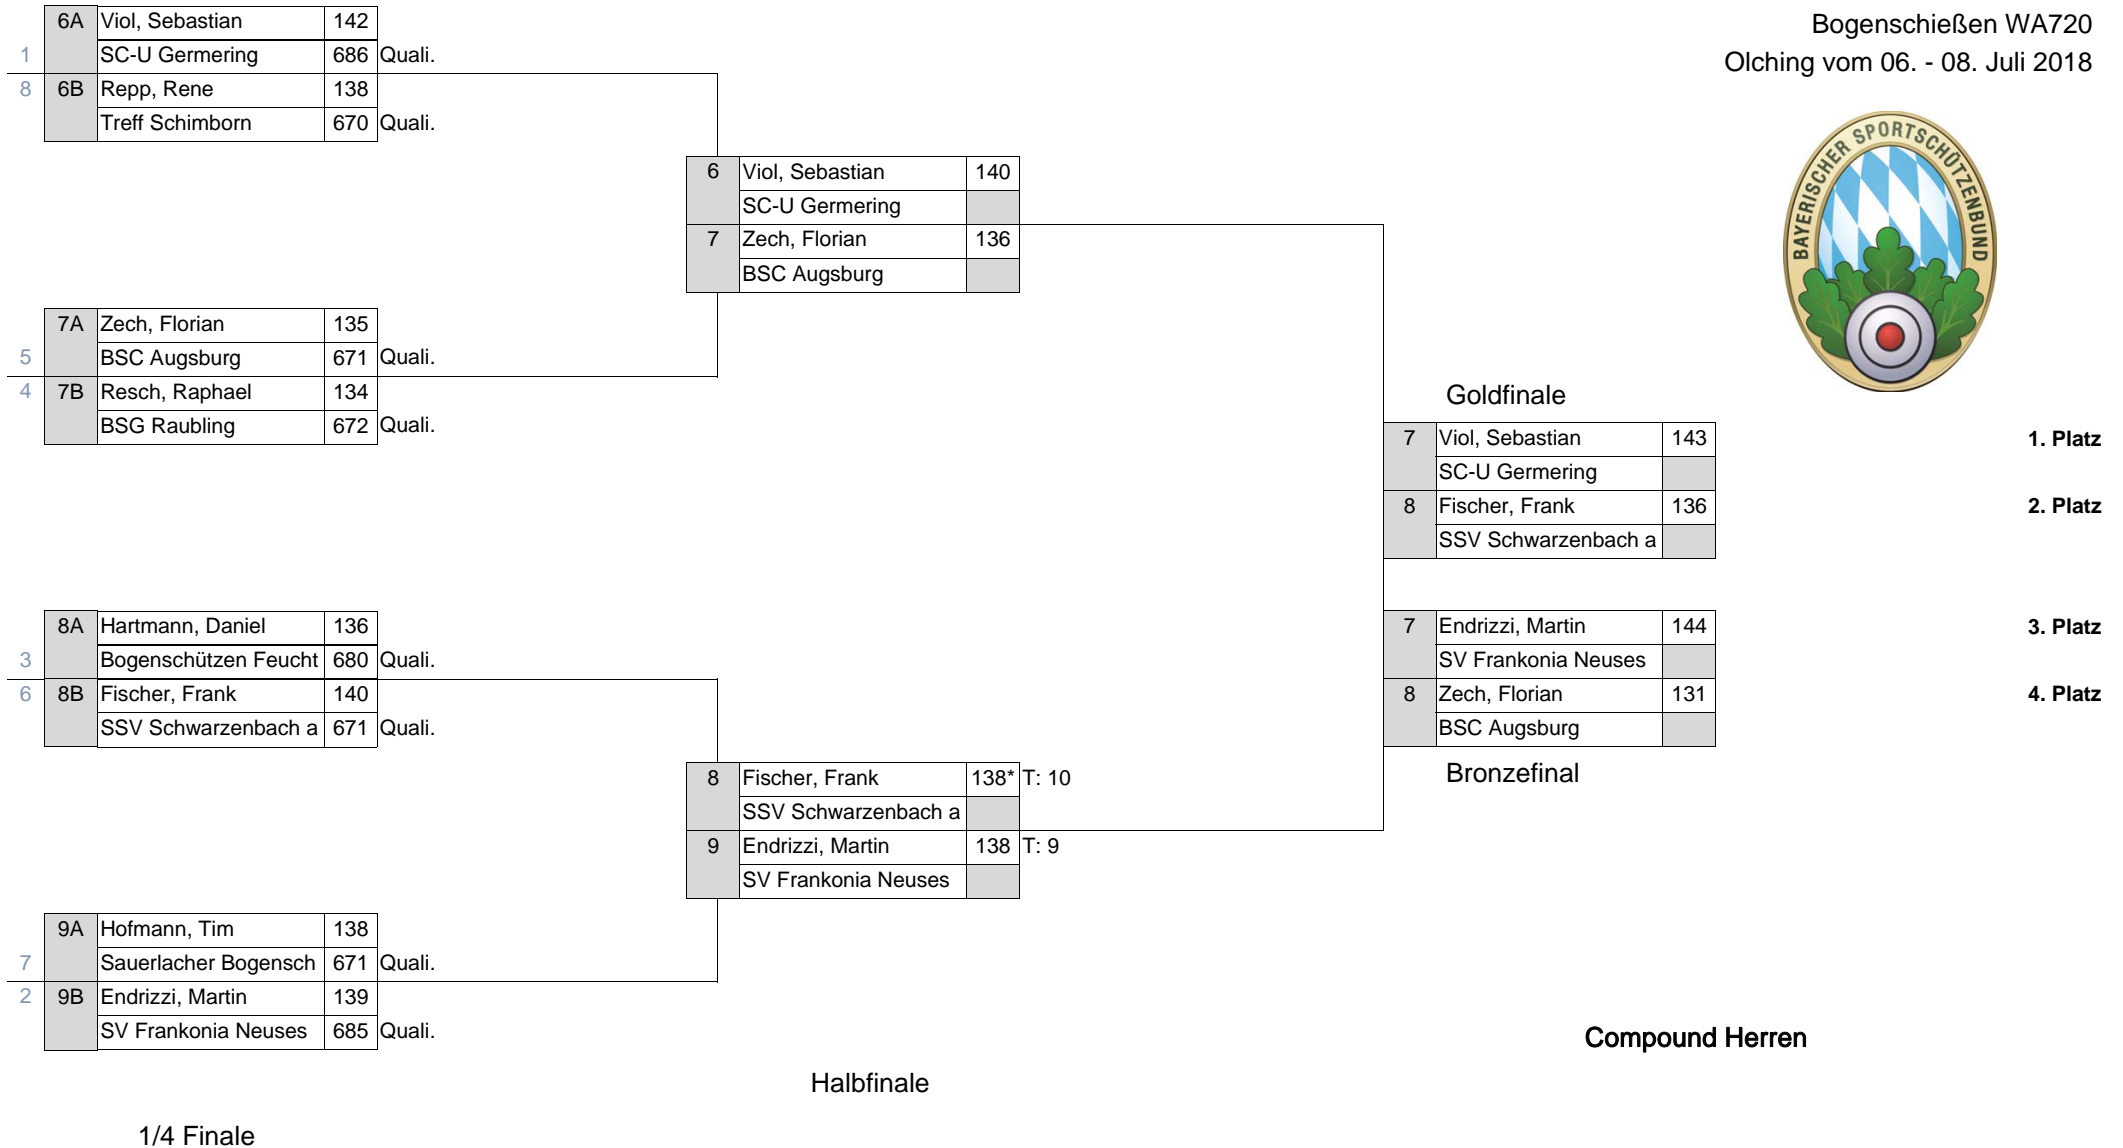 Bogenschießen WA720
Olching vom 06. - 08. Juli 2018
BAYERISCHER SPORTSCHÜTZENBUND
6A Viol, Sebastian 142
1 SC-U Germering 686 Quali.
8 6B Repp, Rene 138
Treff Schimborn 670 Quali.
7A Zech, Florian 135
5 BSC Augsburg 671 Quali.
4 7B Resch, Raphael 134
BSG Raubling 672 Quali.
8A Hartmann, Daniel 136
3 Bogenschützen Feucht 680 Quali.
6 8B Fischer, Frank 140
SSV Schwarzenbach a 671 Quali.
9A Hofmann, Tim 138
7 Sauerlacher Bogensch 671 Quali.
2 9B Endrizzi, Martin 139
SV Frankonia Neuses 685 Quali.
1/4 Finale
6 Viol, Sebastian 140
SC-U Germering
7 Zech, Florian 136
BSC Augsburg
8 Fischer, Frank 138* T: 10
SSV Schwarzenbach a
9 Endrizzi, Martin 138 T: 9
SV Frankonia Neuses
Halbfinale
Goldfinale
7 Viol, Sebastian 143 1. Platz
SC-U Germering
8 Fischer, Frank 136 2. Platz
SSV Schwarzenbach a
7 Endrizzi, Martin 144 3. Platz
SV Frankonia Neuses
8 Zech, Florian 131 4. Platz
BSC Augsburg
Bronzefinal
Compound Herren